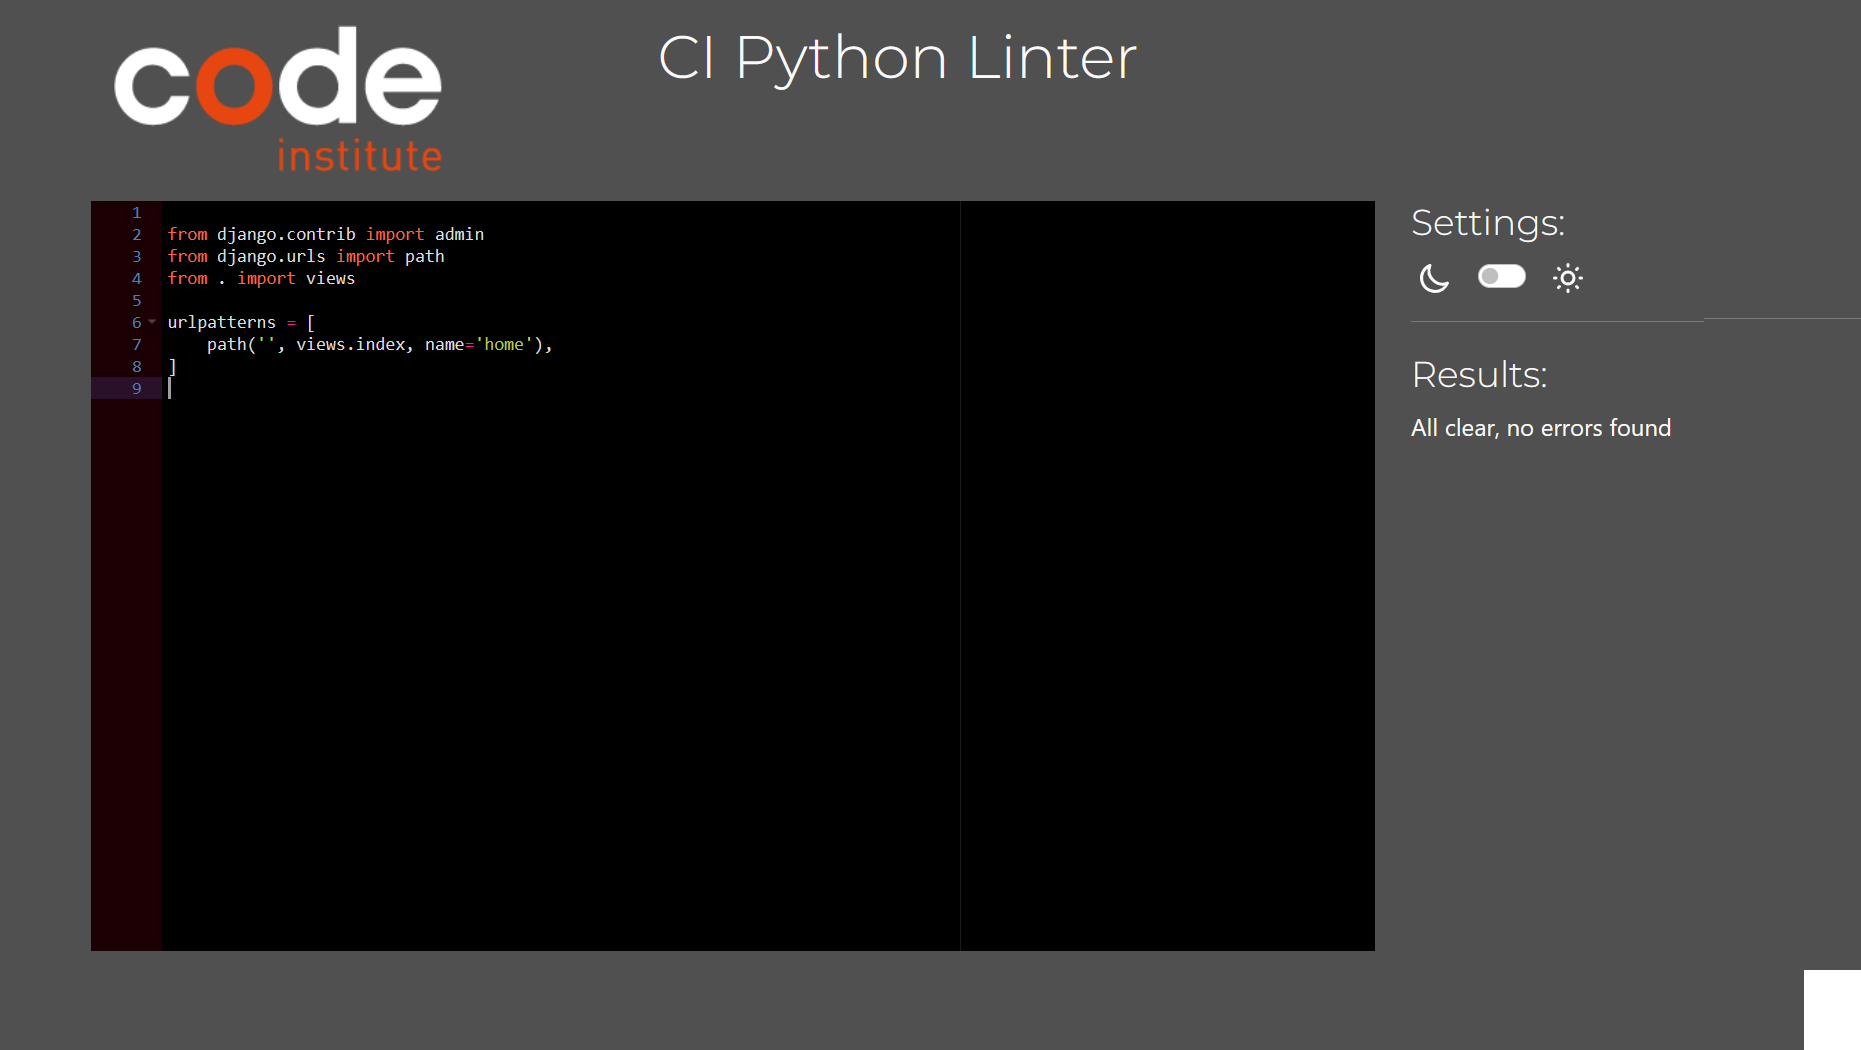 code
institute
CI Python Linter
1
2 from django.contrib import admin
3 from django.urls import path
4 from . import views
5
6 urlpatterns = [
7     path('', views.index, name='home'),
8 ]
9
Settings:
Results:
All clear, no errors found